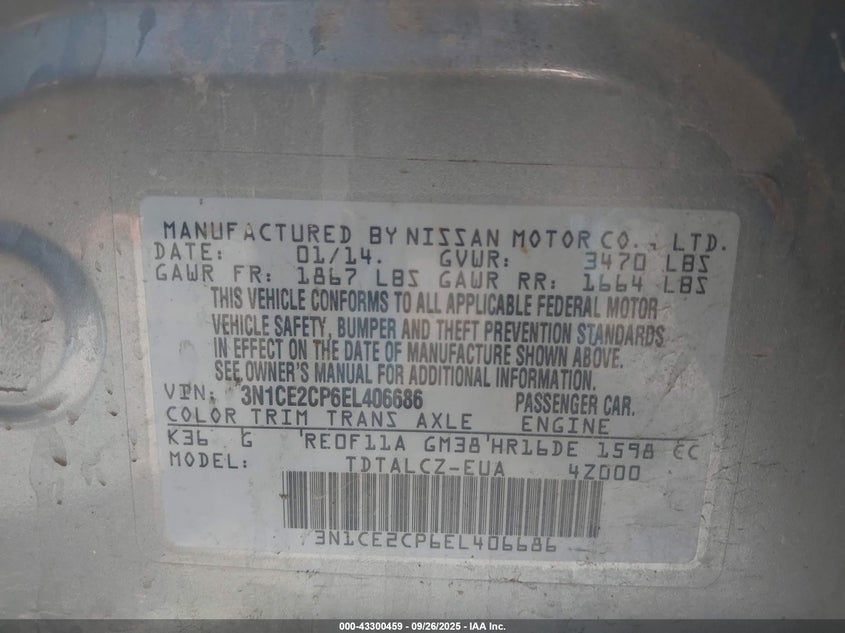 MANUFACTURED BY NISSAN MOTOR CO., LTD.
DATE: 01/14. GVWR: 3470 LBS
GAWR FR: 1867 LBS GAWR RR: 1664 LBS
THIS VEHICLE CONFORMS TO ALL APPLICABLE FEDERAL MOTOR
VEHICLE SAFETY, BUMPER AND THEFT PREVENTION STANDARDS
IN EFFECT ON THE DATE OF MANUFACTURE SHOWN ABOVE.
SEE OWNER'S MANUAL FOR ADDITIONAL INFORMATION.
VIN: 3N1CE2CP6EL406686 PASSENGER CAR.
COLOR TRIM TRANS AXLE ENGINE
K36 G RE0F11A GM38 HR16DE 1598 CC
MODEL: TDTALCZ-EUA 4Z000
3N1CE2CP6EL406686
000-43300459 - 09/26/2025 - IAA Inc.